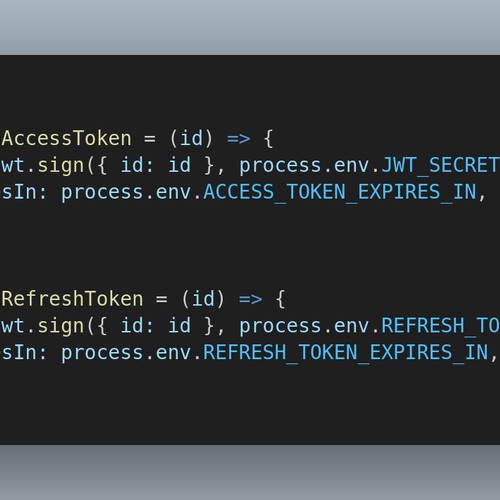 AccessToken = (id) => {
wt.sign({ id: id }, process.env.JWT_SECRET
sIn: process.env.ACCESS_TOKEN_EXPIRES_IN,
RefreshToken = (id) => {
wt.sign({ id: id }, process.env.REFRESH_TO
sIn: process.env.REFRESH_TOKEN_EXPIRES_IN,